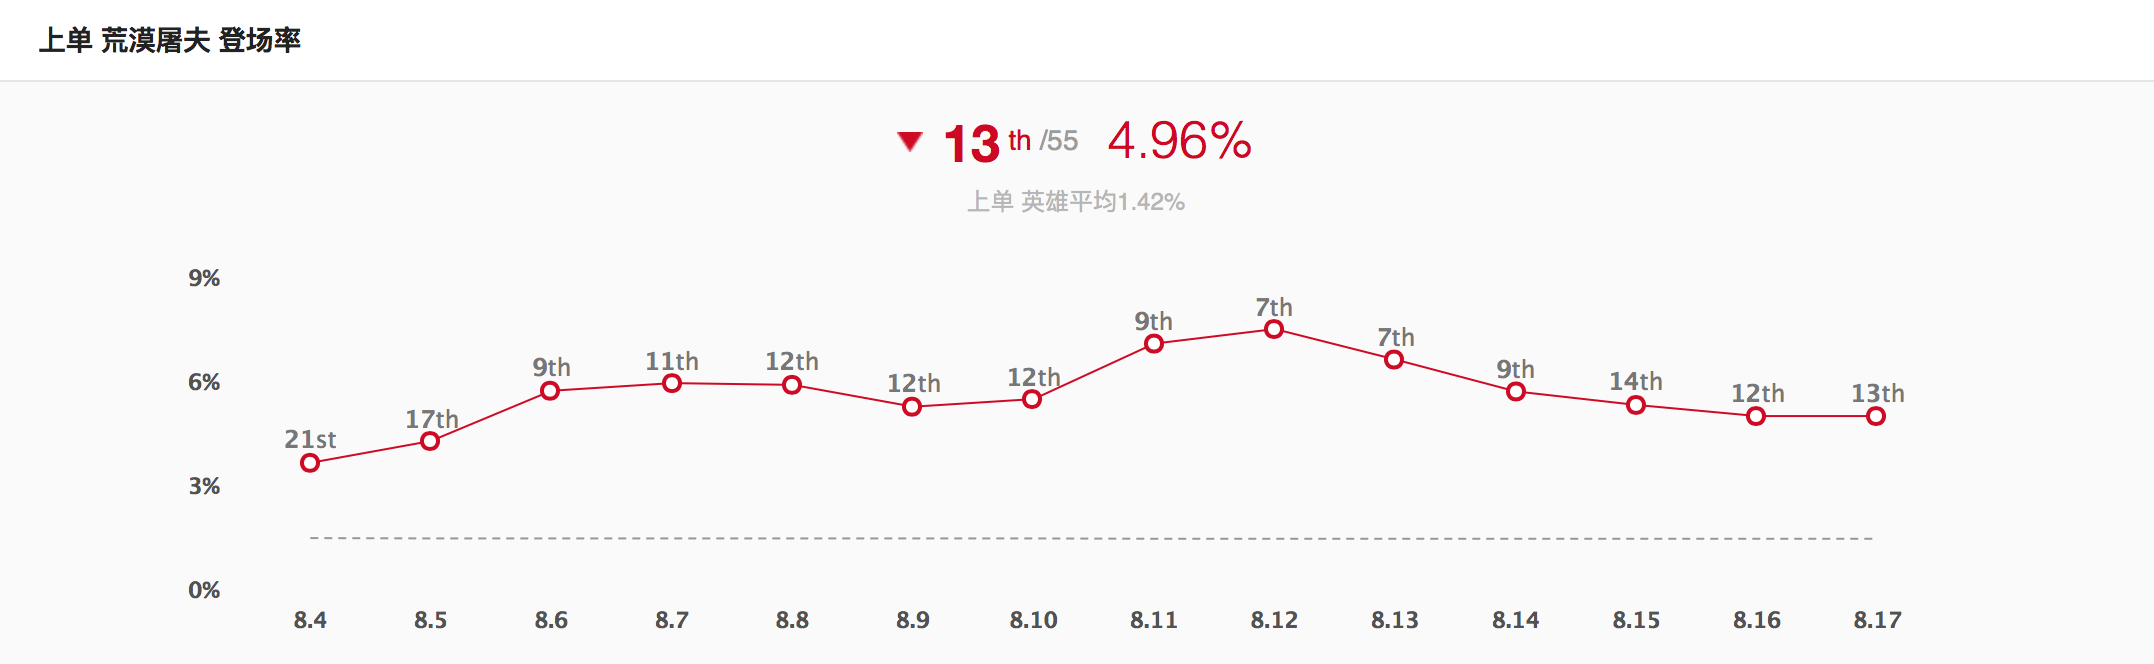 上单 荒漠屠夫 登场率
▼ 13 th /55 4.96%
上单 英雄平均1.42%
9%
6%
3%
0%
21st 17th 9th 11th 12th 12th 12th 9th 7th 7th 9th 14th 12th 13th
8.4 8.5 8.6 8.7 8.8 8.9 8.10 8.11 8.12 8.13 8.14 8.15 8.16 8.17